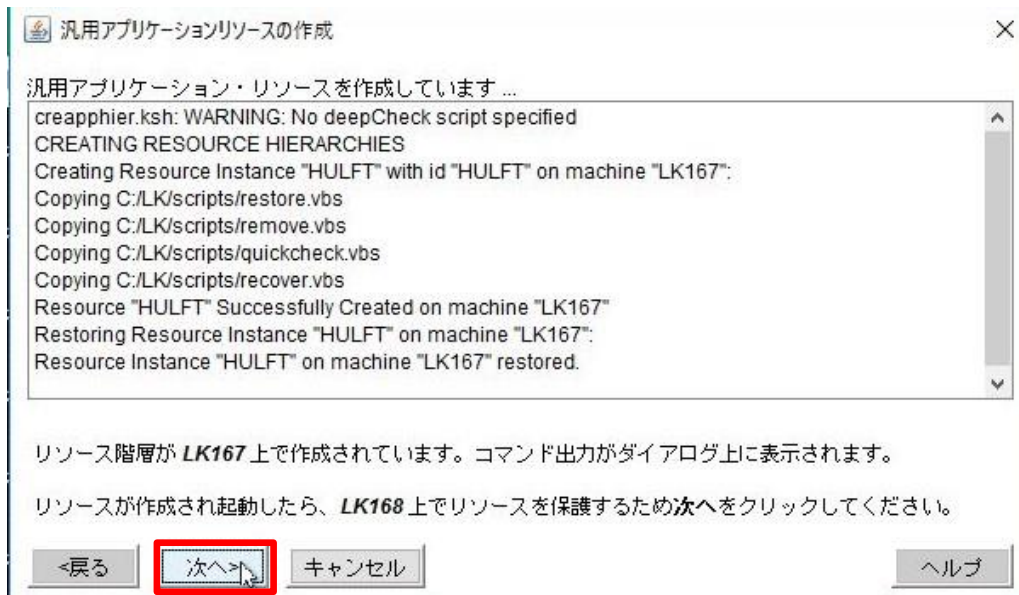 汎用アプリケーションリソースの作成
汎用アプリケーション・リソースを作成しています ...
creapphier.ksh: WARNING: No deepCheck script specified
CREATING RESOURCE HIERARCHIES
Creating Resource Instance "HULFT" with id "HULFT" on machine "LK167":
Copying C:/LK/scripts/restore.vbs
Copying C:/LK/scripts/remove.vbs
Copying C:/LK/scripts/quickcheck.vbs
Copying C:/LK/scripts/recover.vbs
Resource "HULFT" Successfully Created on machine "LK167"
Restoring Resource Instance "HULFT" on machine "LK167":
Resource Instance "HULFT" on machine "LK167" restored.
リソース階層が LK167 上で作成されています。コマンド出力がダイアログ上に表示されます。
リソースが作成され起動したら、LK168 上でリソースを保護するため次へをクリックしてください。
<戻る 次へ> キャンセル ヘルプ